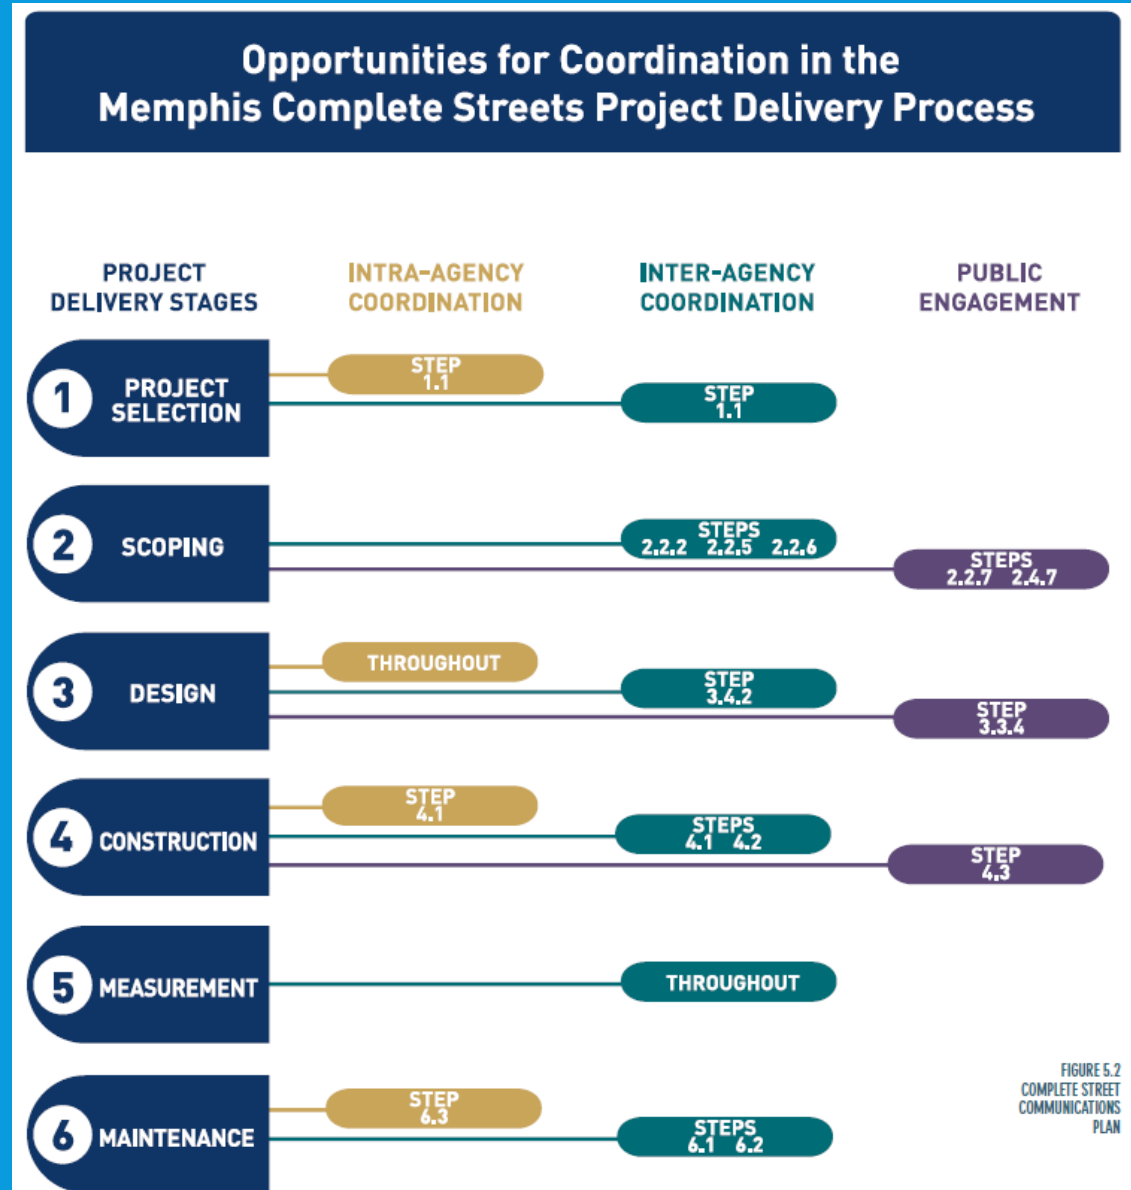 Opportunities for Coordination in the
Memphis Complete Streets Project Delivery Process
PROJECT
DELIVERY STAGES
INTRA-AGENCY
COORDINATION
INTER-AGENCY
COORDINATION
PUBLIC
ENGAGEMENT
1
PROJECT
SELECTION
STEP
1.1
STEP
1.1
2
SCOPING
STEPS
2.2.2 2.2.5 2.2.6
STEPS
2.2.7 2.4.7
3
DESIGN
THROUGHOUT
STEP
3.4.2
STEP
3.3.4
4
CONSTRUCTION
STEP
4.1
STEPS
4.1 4.2
STEP
4.3
5
MEASUREMENT
THROUGHOUT
6
MAINTENANCE
STEP
6.3
STEPS
6.1 6.2
FIGURE 5.2
COMPLETE STREET
COMMUNICATIONS
PLAN